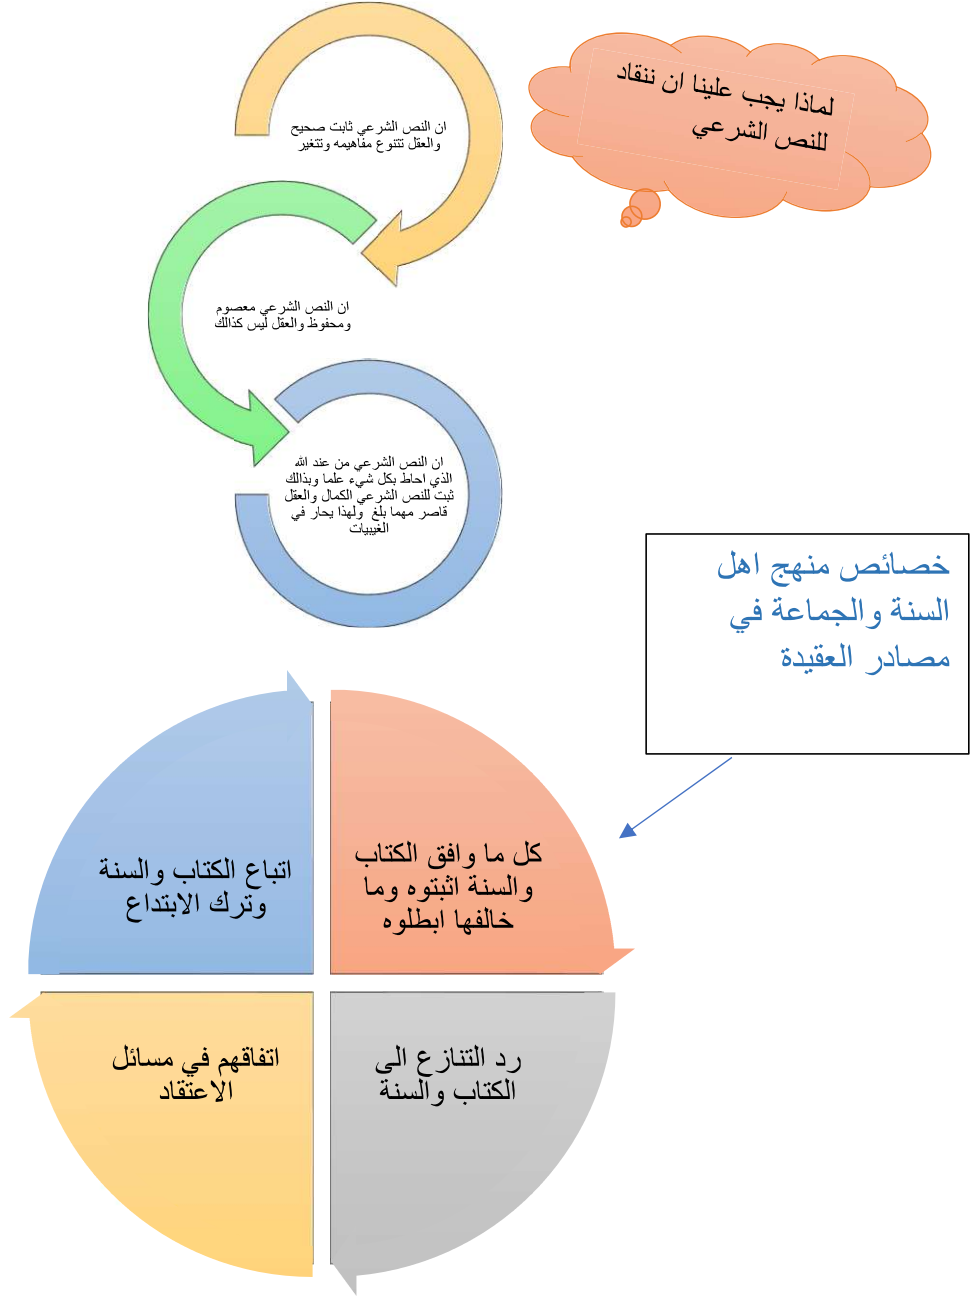 لماذا يجب علينا ان ننقاد
للنص الشرعي
ان النص الشرعي ثابت صحيح
والعقل تتنوع مفاهيمه وتتغير
ان النص الشرعي معصوم
ومحفوظ والعقل ليس كذالك
ان النص الشرعي من عند الله
الذي احاط بكل شيء علما وبذالك
ثبت للنص الشرعي الكمال والعقل
قاصر مهما بلغ ولهذا يحار في
الغيبيات
خصائص منهج اهل
السنة والجماعة في
مصادر العقيدة
كل ما وافق الكتاب
والسنة اثبتوه وما
خالفها ابطلوه
رد التنازع الى
الكتاب والسنة
اتفاقهم في مسائل
الاعتقاد
اتباع الكتاب والسنة
وترك الابتداع